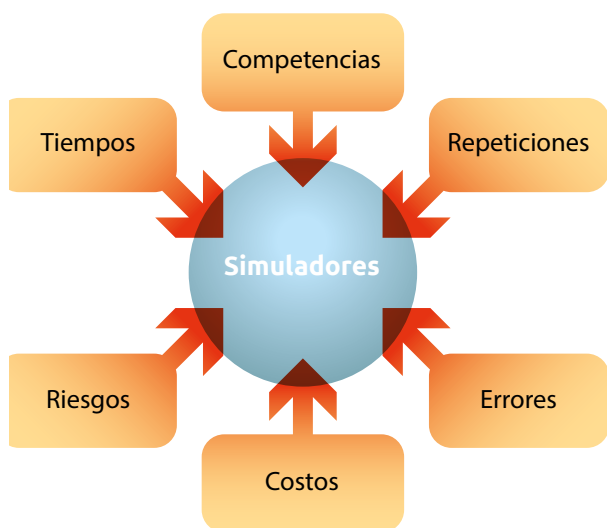 Competencias
Tiempos
Repeticiones
Simuladores
Riesgos
Errores
Costos